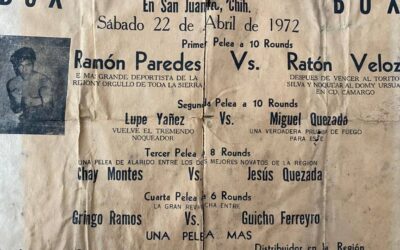 BOX BOX
En San Juanito, Chih.
Sábado 22 de Abril de 1972
Primer Pelea a 10 Rounds
Ramón Paredes Vs. Ratón Veloz
E MAS GRANDE DEPORTISTA DE LA
REGION Y ORGULLO DE TODA LA SIERRA
DESPUES DE VENCER AL TORITO
SILVA Y NOQUTAR AL DOMY URSUA
EN CD. CAMARGO
Segunda Pelea a 10 Rounds
Lupe Yañez Vs. Miguel Quezada
VUELVE EL TREMENDO
NOQUEADOR
UNA VERDADERA PRUEBA DE FUEGO
PARA ESTE
Tercer Pelea a 8 Rounds
UNA PELEA DE ALARIDO ENTRE LOS DOS MEJORES NOVATOS DE LA REGION
Chay Montes Vs. Jesús Quezada
Cuarta Pelea a 6 Rounds
LA GRAN REVANCHA ENTRE
Gringo Ramos Vs. Guicho Ferreyro
UNA PELEA MAS
Distribuidor en la Región